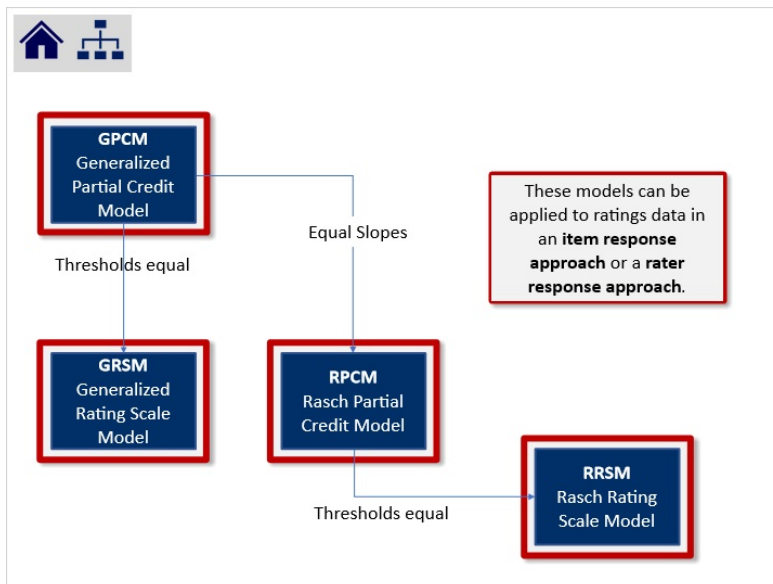 GPCM
Generalized
Partial Credit
Model
These models can be
applied to ratings data in
an item response
approach or a rater
response approach.
Equal Slopes
Thresholds equal
GRSM
Generalized
Rating Scale
Model
RPCM
Rasch Partial
Credit Model
RRSM
Rasch Rating
Scale Model
Thresholds equal